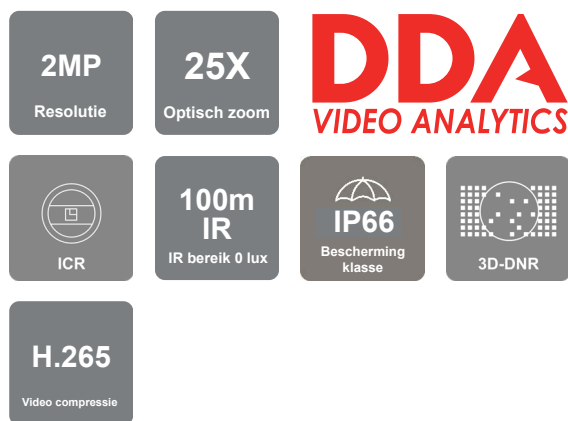 2MP
Resolutie
25X
Optisch zoom
DDA
VIDEO ANALYTICS
ICR
100m
IR
IR bereik 0 lux
IP66
Bescherming
klasse
3D-DNR
H.265
Video compressie